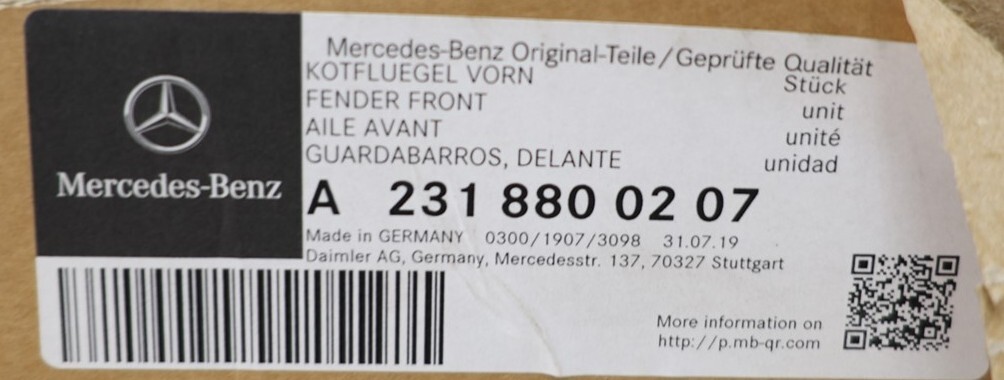 Mercedes-Benz
Mercedes-Benz Original-Teile/Geprüfte Qualität
KOTFLUEGEL VORN Stück
FENDER FRONT unit
AILE AVANT unité
GUARDABARROS, DELANTE unidad
A 231 880 02 07
Made in GERMANY 0300/1907/3098 31.07.19
Daimler AG, Germany, Mercedesstr. 137, 70327 Stuttgart
More information on
http://p.mb-qr.com